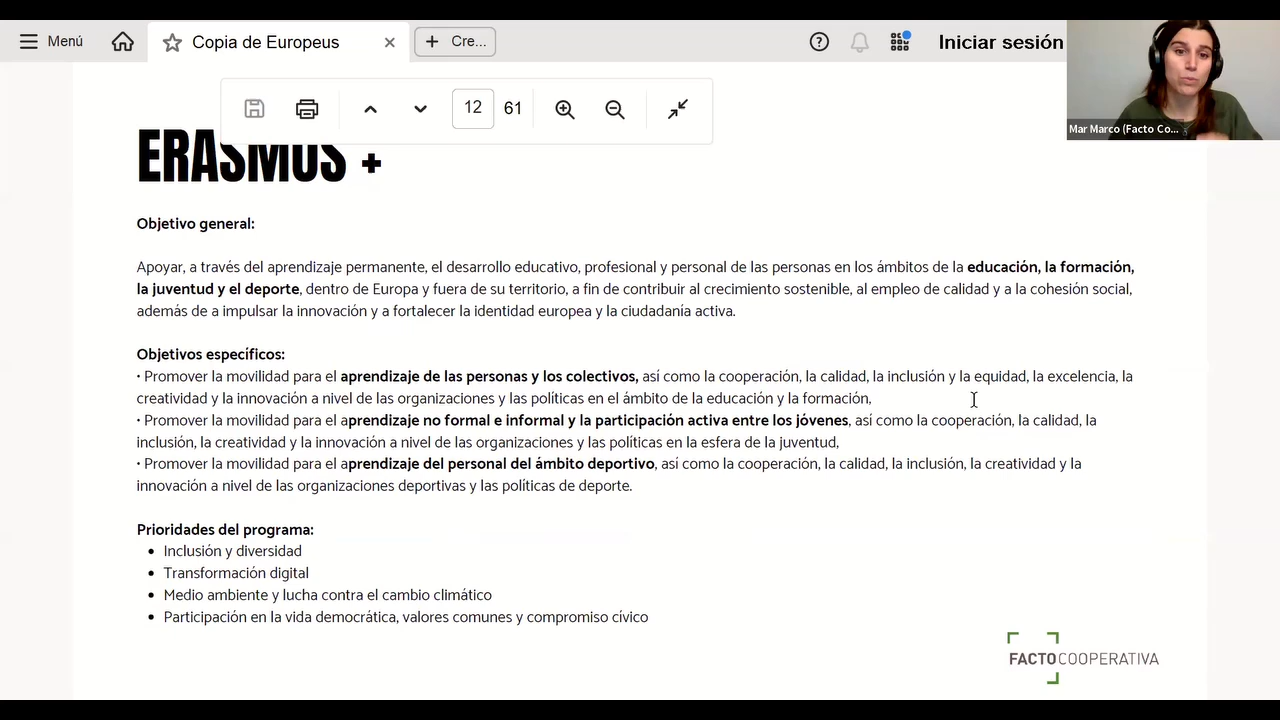 Menú
Copia de Europeus
Cre...
Iniciar sesión
12 61
Mar Marco (Facto Co...
ERASMUS +
Objetivo general:
Apoyar, a través del aprendizaje permanente, el desarrollo educativo, profesional y personal de las personas en los ámbitos de la educación, la formación,
la juventud y el deporte, dentro de Europa y fuera de su territorio, a fin de contribuir al crecimiento sostenible, al empleo de calidad y a la cohesión social,
además de a impulsar la innovación y a fortalecer la identidad europea y la ciudadanía activa.
Objetivos específicos:
• Promover la movilidad para el aprendizaje de las personas y los colectivos, así como la cooperación, la calidad, la inclusión y la equidad, la excelencia, la
creatividad y la innovación a nivel de las organizaciones y las políticas en el ámbito de la educación y la formación,
• Promover la movilidad para el aprendizaje no formal e informal y la participación activa entre los jóvenes, así como la cooperación, la calidad, la
inclusión, la creatividad y la innovación a nivel de las organizaciones y las políticas en la esfera de la juventud,
• Promover la movilidad para el aprendizaje del personal del ámbito deportivo, así como la cooperación, la calidad, la inclusión, la creatividad y la
innovación a nivel de las organizaciones deportivas y las políticas de deporte.
Prioridades del programa:
• Inclusión y diversidad
• Transformación digital
• Medio ambiente y lucha contra el cambio climático
• Participación en la vida democrática, valores comunes y compromiso cívico
FACTOCOOPERATIVA